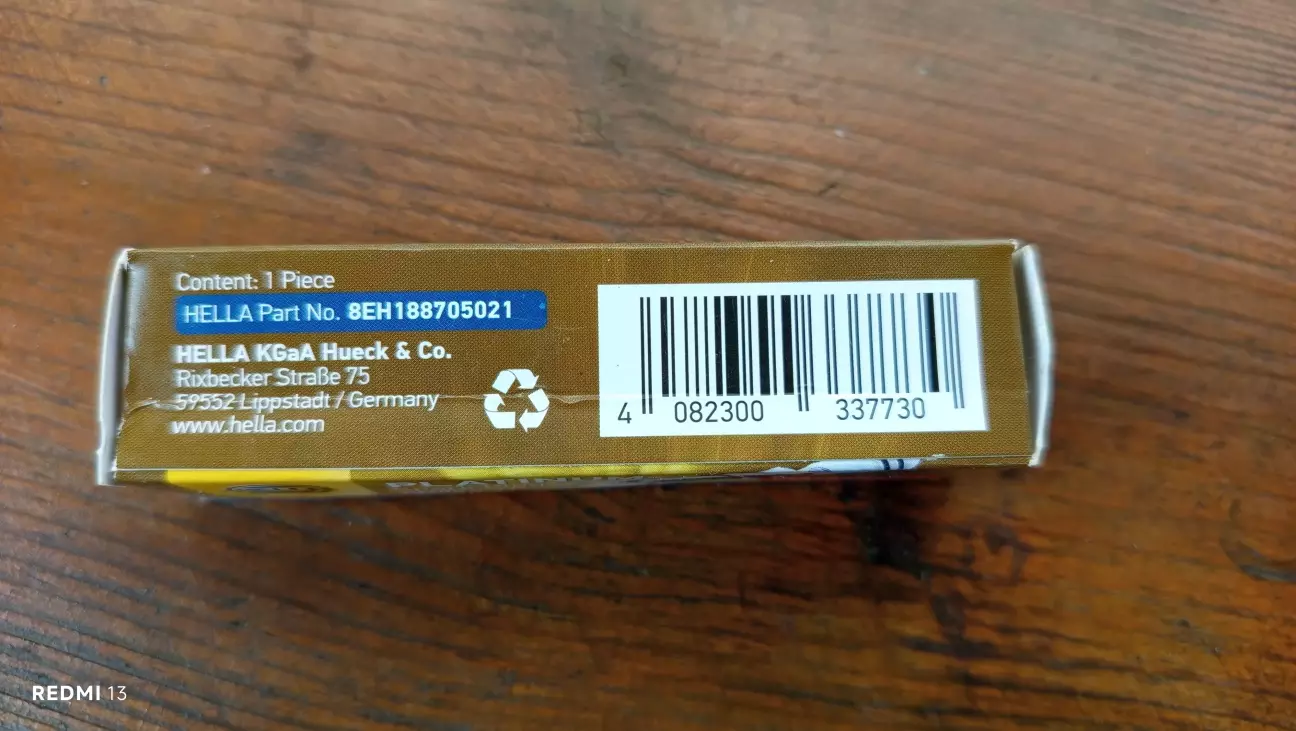 Content: 1 Piece
HELLA Part No. 8EH188705021
HELLA KGaA Hueck & Co.
Rixbecker Straße 75
59552 Lippstadt / Germany
www.hella.com
4 082300 337730
REDMI 13